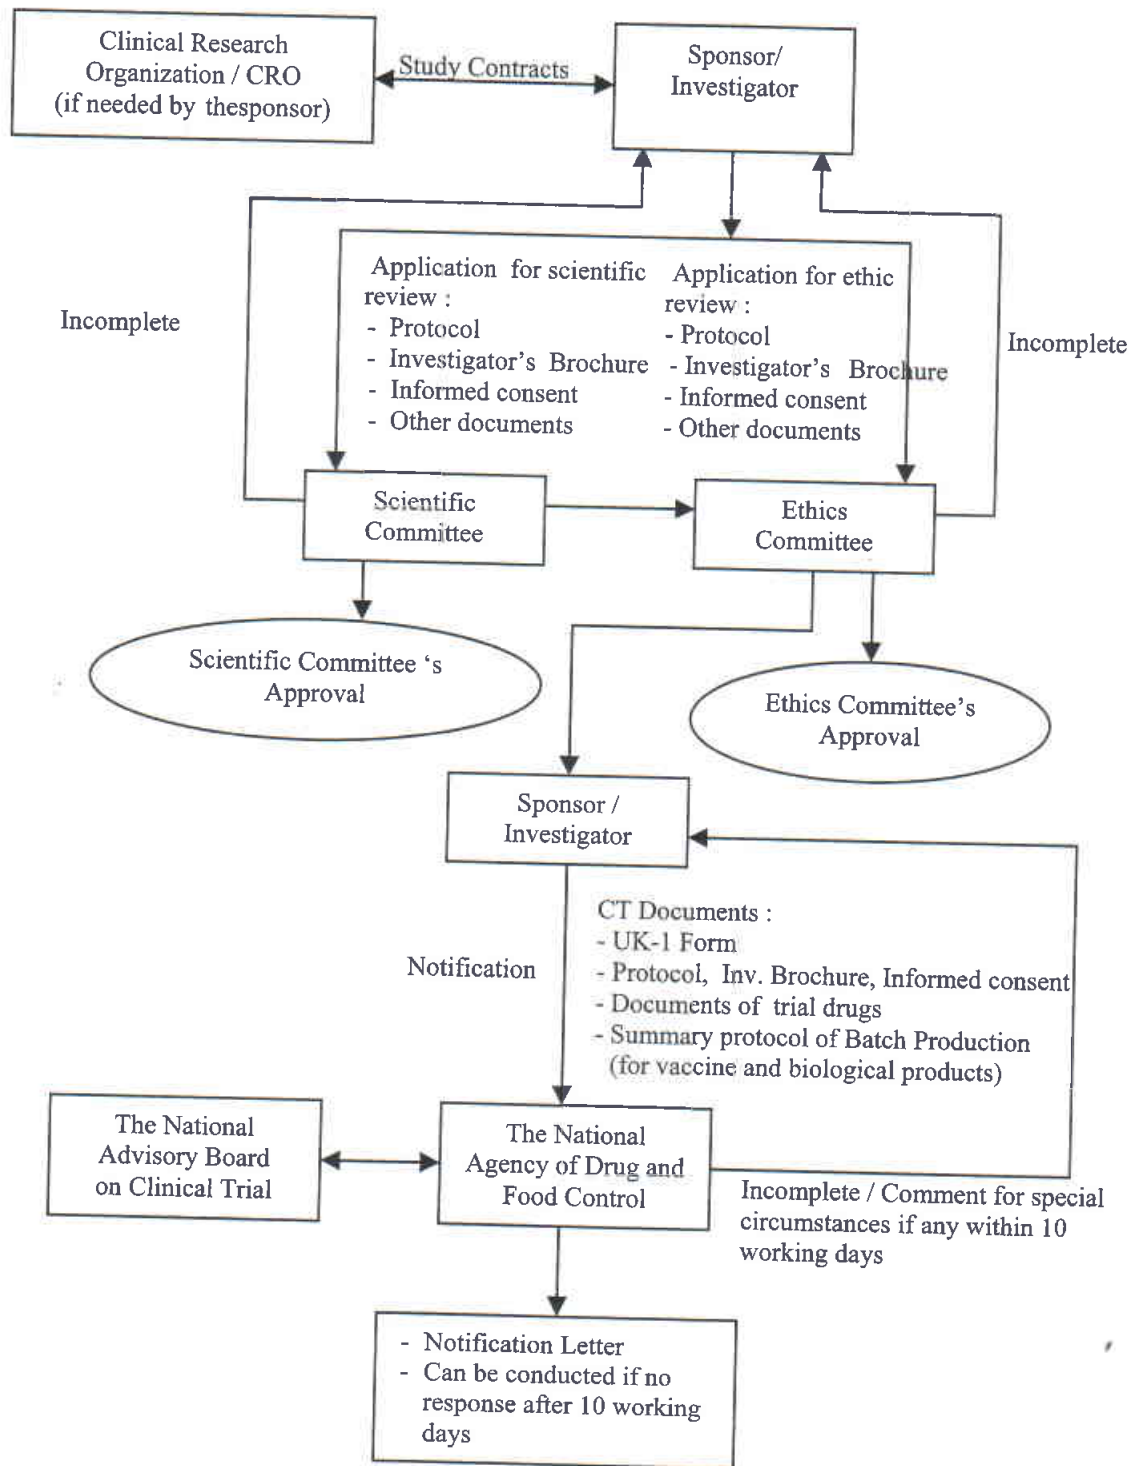 Clinical Research
Organization / CRO
(if needed by thesponsor)
Study Contracts
Sponsor/
Investigator
Incomplete
Application for scientific
review :
- Protocol
- Investigator's Brochure
- Informed consent
- Other documents
Application for ethic
review :
- Protocol
- Investigator's Brochure
- Informed consent
- Other documents
Incomplete
Scientific
Committee
Ethics
Committee
Scientific Committee 's
Approval
Ethics Committee's
Approval
Sponsor /
Investigator
Notification
CT Documents :
- UK-1 Form
- Protocol, Inv. Brochure, Informed consent
- Documents of trial drugs
- Summary protocol of Batch Production
(for vaccine and biological products)
The National
Advisory Board
on Clinical Trial
The National
Agency of Drug and
Food Control
Incomplete / Comment for special
circumstances if any within 10
working days
- Notification Letter
- Can be conducted if no
response after 10 working
days